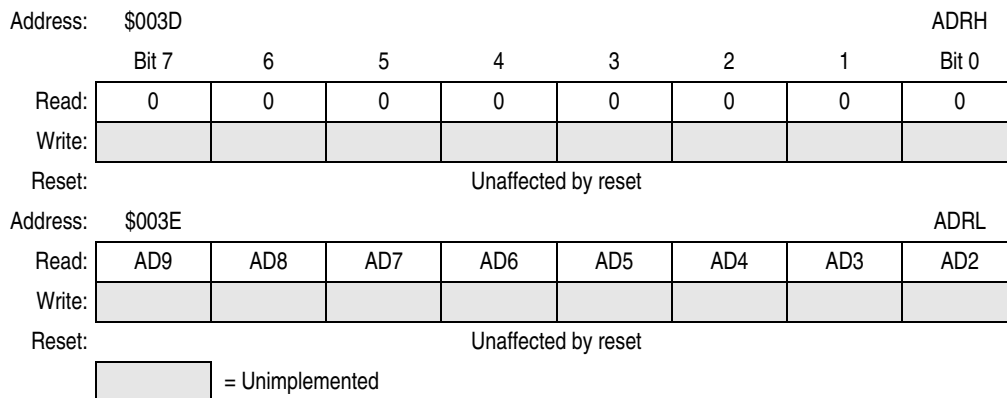 Address: $003D ADRH
Bit 7 6 5 4 3 2 1 Bit 0
Read: 0 0 0 0 0 0 0 0
Write:
Reset: Unaffected by reset
Address: $003E ADRL
Read: AD9 AD8 AD7 AD6 AD5 AD4 AD3 AD2
Write:
Reset: Unaffected by reset
= Unimplemented